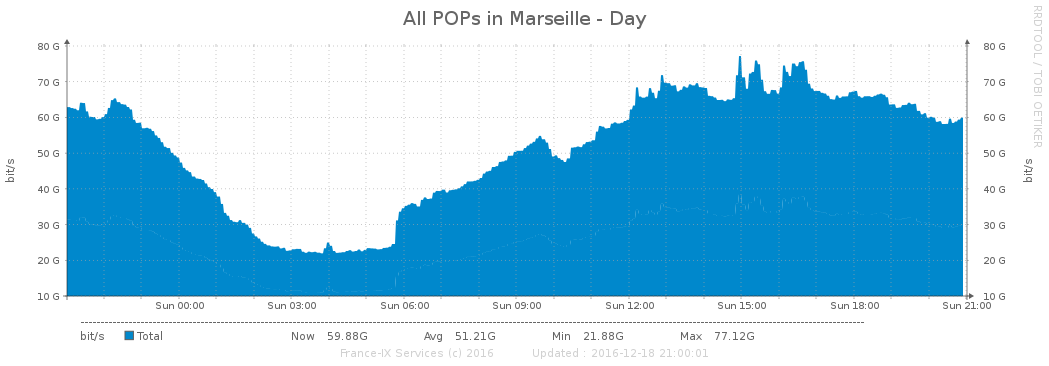 All POPs in Marseille - Day
RRDTOOL / TOBI OETIKER
80 G 80 G
70 G 70 G
60 G 60 G
50 G 50 G
40 G 40 G
30 G 30 G
20 G 20 G
10 G 10 G
bit/s
bit/s
Sun 00:00 Sun 03:00 Sun 06:00 Sun 09:00 Sun 12:00 Sun 15:00 Sun 18:00 Sun 21:00
bit/s Total Now 59.88G Avg 51.21G Min 21.88G Max 77.12G
France-IX Services (c) 2016 Updated : 2016-12-18 21:00:01